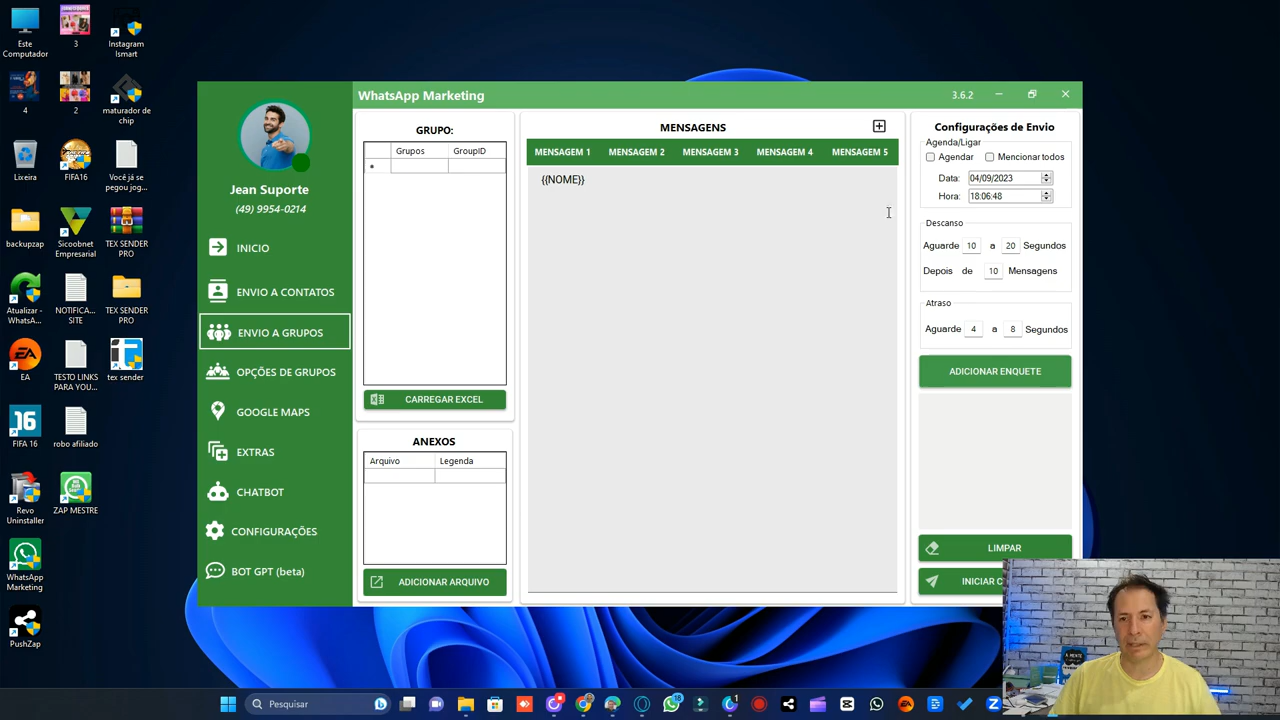 Este
Computador
3
Instagram
Ismart
4
2
maturador de
chip
Lixeira
FIFA16
Você já se
pegou jog...
backupzap
Sicoobnet
Empresarial
TEX SENDER
PRO
Atualizar -
WhatsA...
NOTIFICA...
SITE
TEX SENDER
PRO
EA
TESTO LINKS
PARA YOU...
tex sender
FIFA 16
robo afiliado
Revo
Uninstaller
ZAP MESTRE
WhatsApp
Marketing
PushZap
WhatsApp Marketing
3.6.2
Jean Suporte
(49) 9954-0214
INICIO
ENVIO A CONTATOS
ENVIO A GRUPOS
OPÇÕES DE GRUPOS
GOOGLE MAPS
EXTRAS
CHATBOT
CONFIGURAÇÕES
BOT GPT (beta)
GRUPO:
Grupos GroupID
CARREGAR EXCEL
ANEXOS
Arquivo Legenda
ADICIONAR ARQUIVO
MENSAGENS
MENSAGEM 1 MENSAGEM 2 MENSAGEM 3 MENSAGEM 4 MENSAGEM 5
{{NOME}}
Configurações de Envio
Agenda/Ligar
Agendar Mencionar todos
Data: 04/09/2023
Hora: 18:06:48
Descanso
Aguarde 10 a 20 Segundos
Depois de 10 Mensagens
Atraso
Aguarde 4 a 8 Segundos
ADICIONAR ENQUETE
LIMPAR
INICIAR C
Pesquisar
18
1